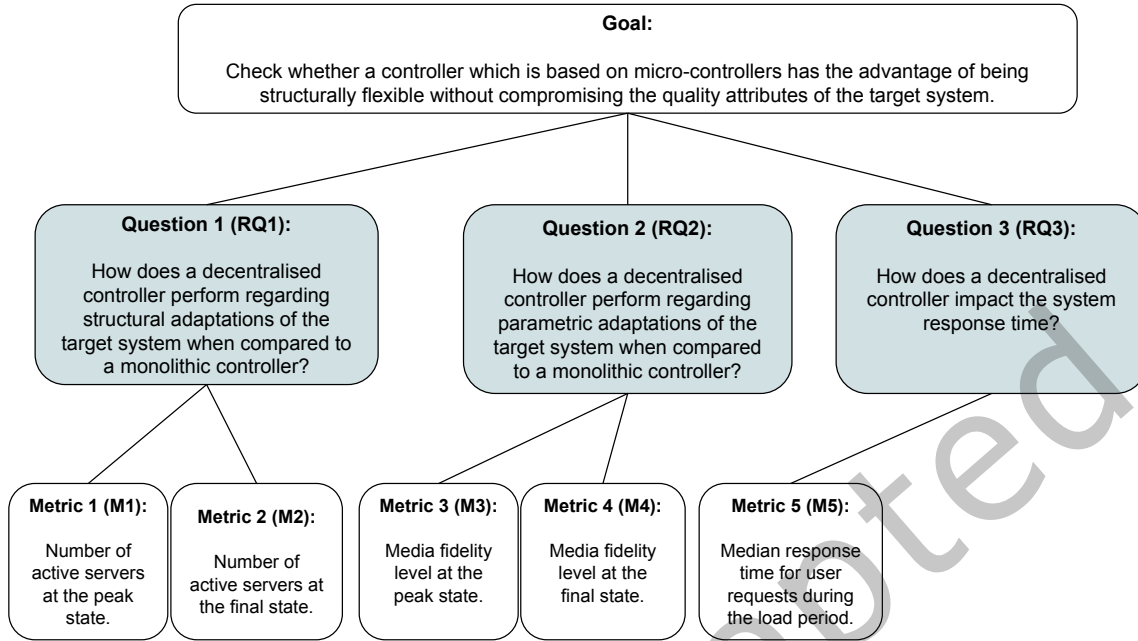 Goal:
Check whether a controller which is based on micro-controllers has the advantage of being
structurally flexible without compromising the quality attributes of the target system.
Question 1 (RQ1):
How does a decentralised
controller perform regarding
structural adaptations of the
target system when compared to
a monolithic controller?
Question 2 (RQ2):
How does a decentralised
controller perform regarding
parametric adaptations of the
target system when compared
to a monolithic controller?
Question 3 (RQ3):
How does a decentralised
controller impact the system
response time?
Metric 1 (M1):
Number of
active servers
at the peak
state.
Metric 2 (M2):
Number of
active servers at
the final state.
Metric 3 (M3):
Media fidelity
level at the
peak state.
Metric 4 (M4):
Media fidelity
level at the
final state.
Metric 5 (M5):
Median response
time for user
requests during
the load period.
pted